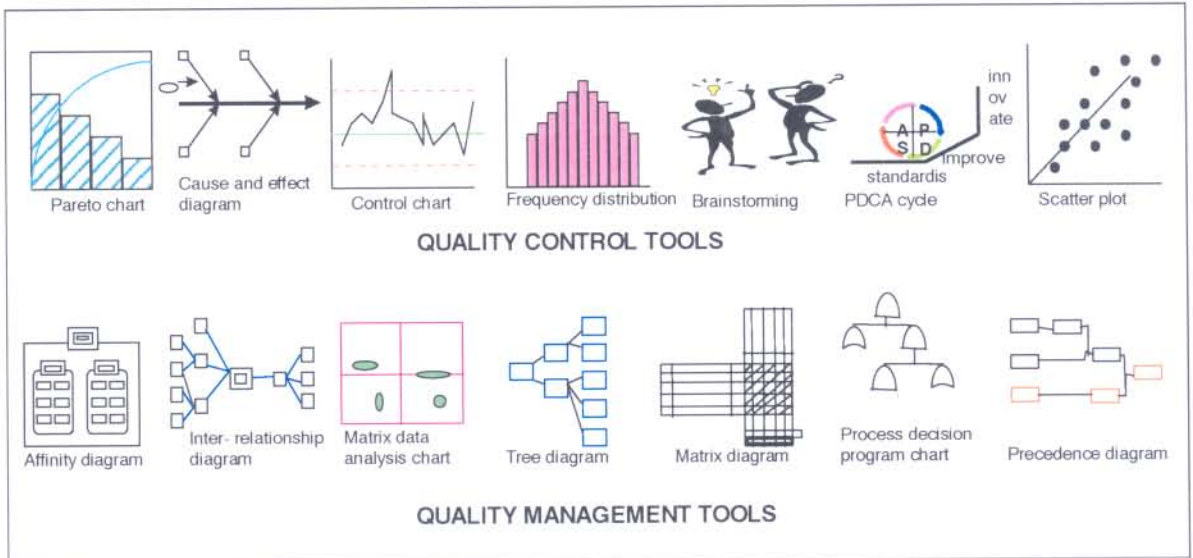 Pareto chart
Cause and effect
diagram
Control chart
Frequency distribution
Brainstorming
?
A P
S D
Improve
standardis
inn
ov
ate
PDCA cycle
Scatter plot
QUALITY CONTROL TOOLS
Affinity diagram
Inter- relationship
diagram
Matrix data
analysis chart
Tree diagram
Matrix diagram
Process decision
program chart
Precedence diagram
QUALITY MANAGEMENT TOOLS